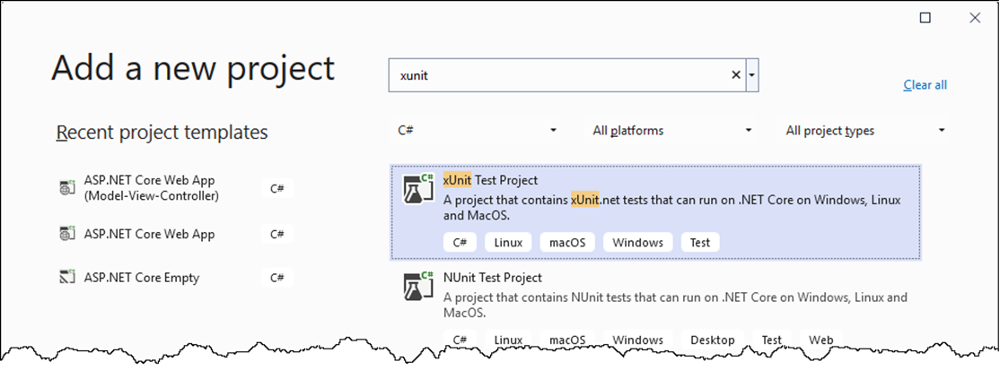 Add a new project
xunit
Clear all
Recent project templates
C#
All platforms
All project types
ASP.NET Core Web App
(Model-View-Controller)
C#
ASP.NET Core Web App
C#
ASP.NET Core Empty
C#
C#
xUnit Test Project
A project that contains xUnit.net tests that can run on .NET Core on Windows, Linux
and MacOS.
C# Linux macOS Windows Test
C#
NUnit Test Project
A project that contains NUnit tests that can run on .NET Core on Windows, Linux and
MacOS.
C# Linux macOS Windows Desktop Test Web